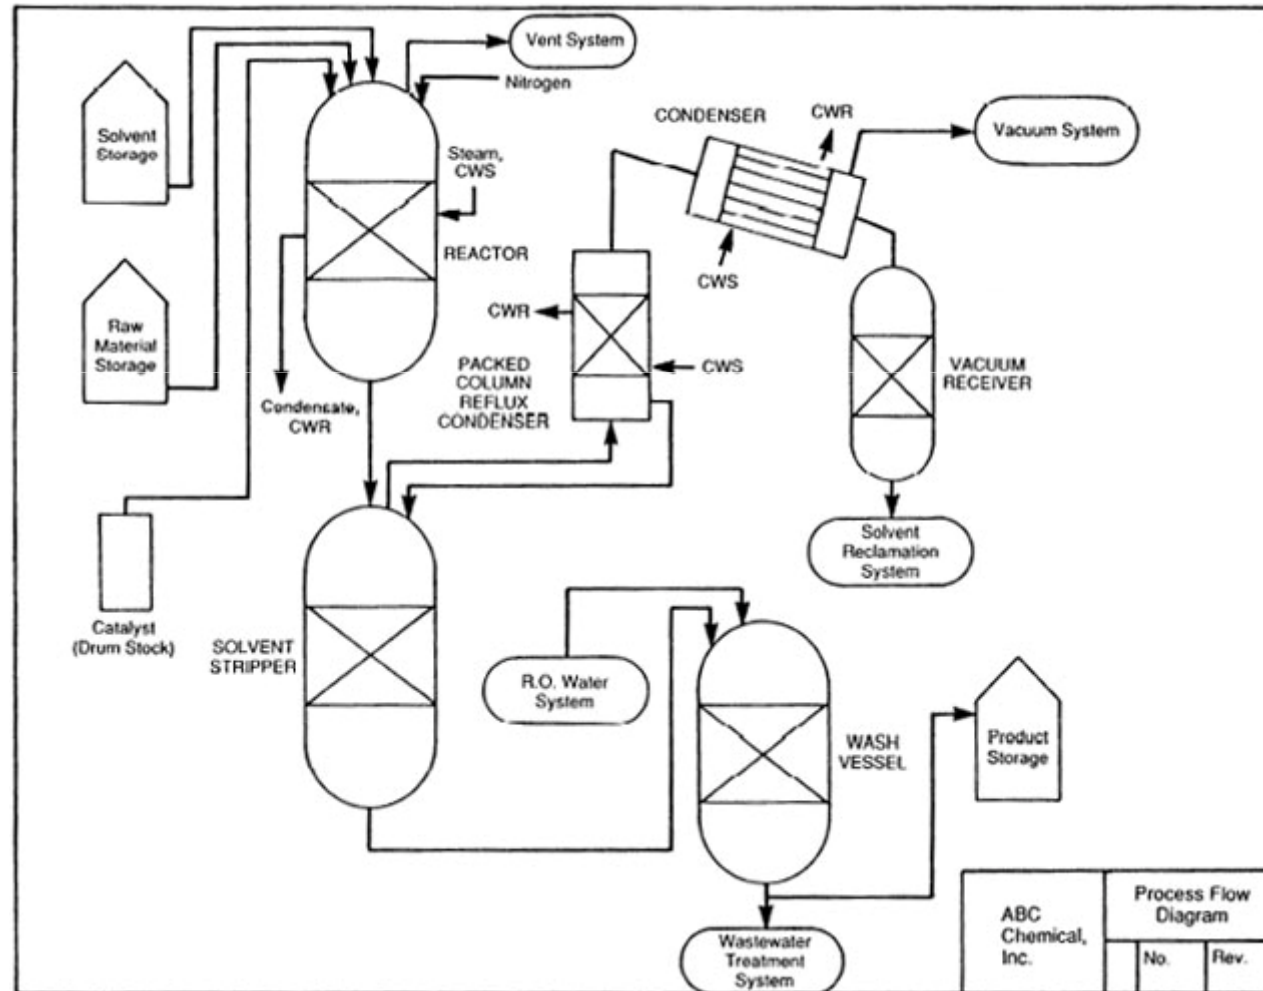 Vent System
Nitrogen
Solvent
Storage
Steam,
CWS
REACTOR
CONDENSER
CWR
Vacuum System
CWS
Raw
Material
Storage
Condensate,
CWR
CWR
CWS
PACKED
COLUMN
REFLUX
CONDENSER
VACUUM
RECEIVER
Solvent
Reclamation
System
Catalyst
(Drum Stock)
SOLVENT
STRIPPER
R.O. Water
System
WASH
VESSEL
Product
Storage
Wastewater
Treatment
System
ABC
Chemical,
Inc.
Process Flow
Diagram
No.
Rev.